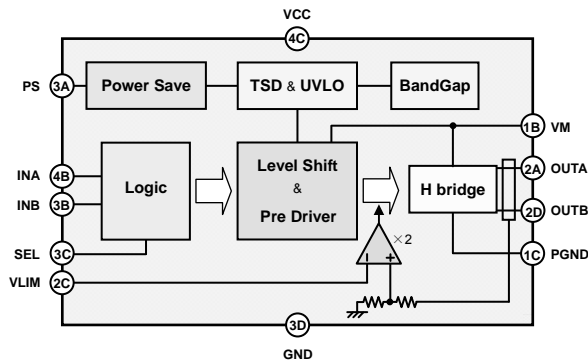 VCC
4C
PS
3A
Power Save
TSD & UVLO
BandGap
1B
VM
INA
4B
INB
3B
Logic
Level Shift
&
Pre Driver
H bridge
2A
OUTA
2D
OUTB
SEL
3C
×2
1C
PGND
VLIM
2C
3D
GND